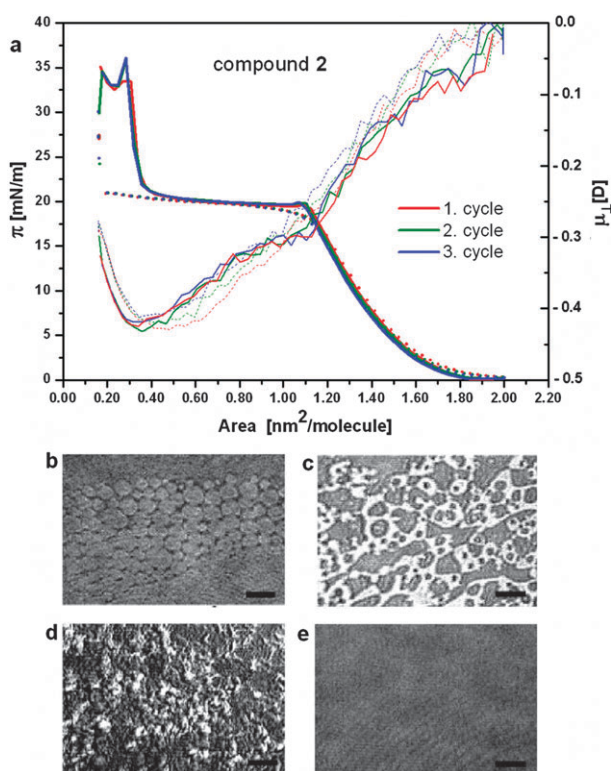 a
compound 2
40
35
30
25
20
15
10
5
0
π [mN/m]
0.0
-0.1
-0.2
-0.3
-0.4
-0.5
μ⊥ [D]
1. cycle
2. cycle
3. cycle
0.00 0.20 0.40 0.60 0.80 1.00 1.20 1.40 1.60 1.80 2.00 2.20
Area [nm²/molecule]
b
c
d
e